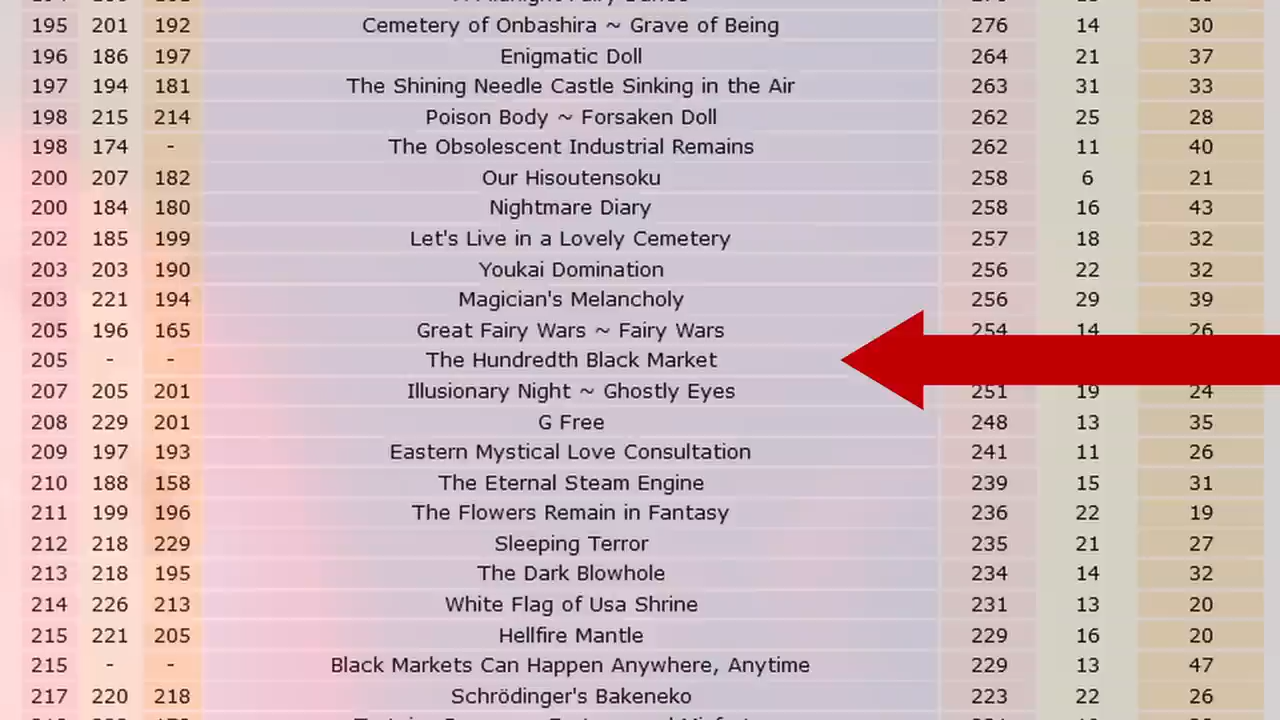 195 201 192 Cemetery of Onbashira ~ Grave of Being 276 14 30
196 186 197 Enigmatic Doll 264 21 37
197 194 181 The Shining Needle Castle Sinking in the Air 263 31 33
198 215 214 Poison Body ~ Forsaken Doll 262 25 28
198 174 - The Obsolescent Industrial Remains 262 11 40
200 207 182 Our Hisoutensoku 258 6 21
200 184 180 Nightmare Diary 258 16 43
202 185 199 Let's Live in a Lovely Cemetery 257 18 32
203 203 190 Youkai Domination 256 22 32
203 221 194 Magician's Melancholy 256 29 39
205 196 165 Great Fairy Wars ~ Fairy Wars 254 14 26
205 - - The Hundredth Black Market
207 205 201 Illusionary Night ~ Ghostly Eyes 251 19 24
208 229 201 G Free 248 13 35
209 197 193 Eastern Mystical Love Consultation 241 11 26
210 188 158 The Eternal Steam Engine 239 15 31
211 199 196 The Flowers Remain in Fantasy 236 22 19
212 218 229 Sleeping Terror 235 21 27
213 218 195 The Dark Blowhole 234 14 32
214 226 213 White Flag of Usa Shrine 231 13 20
215 221 205 Hellfire Mantle 229 16 20
215 - - Black Markets Can Happen Anywhere, Anytime 229 13 47
217 220 218 Schrödinger's Bakeneko 223 22 26